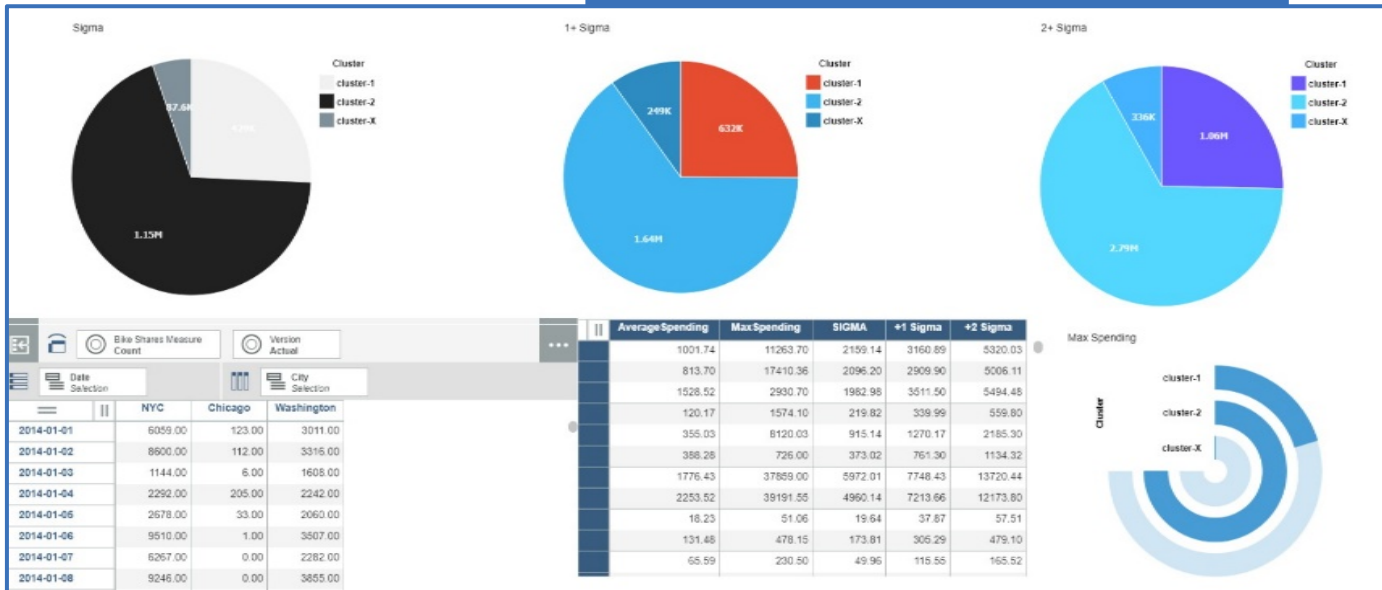 Sigma
Cluster
cluster-1
cluster-2
cluster-X
87.6K
1.15M
1+ Sigma
Cluster
cluster-1
cluster-2
cluster-X
249K
632K
1.64M
2+ Sigma
Cluster
cluster-1
cluster-2
cluster-X
336K
1.06M
2.79M
Bike Shares Measure
Count
Version
Actual
Date
Selection
City
Selection
NYC Chicago Washington
2014-01-01 6059.00 123.00 3011.00
2014-01-02 8600.00 112.00 3316.00
2014-01-03 1144.00 6.00 1608.00
2014-01-04 2292.00 205.00 2242.00
2014-01-05 2678.00 33.00 2060.00
2014-01-06 9510.00 1.00 3507.00
2014-01-07 6267.00 0.00 2282.00
2014-01-08 9246.00 0.00 3855.00
AverageSpending MaxSpending SIGMA +1 Sigma +2 Sigma
1001.74 11263.70 2159.14 3160.89 5320.03
813.70 17410.36 2096.20 2909.90 5006.11
1528.52 2930.70 1982.98 3511.50 5494.48
120.17 1574.10 219.82 339.99 559.80
355.03 8120.03 915.14 1270.17 2185.30
388.28 726.00 373.02 761.30 1134.32
1776.43 37859.00 5972.01 7748.43 13720.44
2253.52 39191.55 4960.14 7213.66 12173.80
18.23 51.06 19.64 37.87 57.51
131.48 478.15 173.81 305.29 479.10
65.59 230.50 49.96 115.55 165.52
Max Spending
Cluster
cluster-1
cluster-2
cluster-X